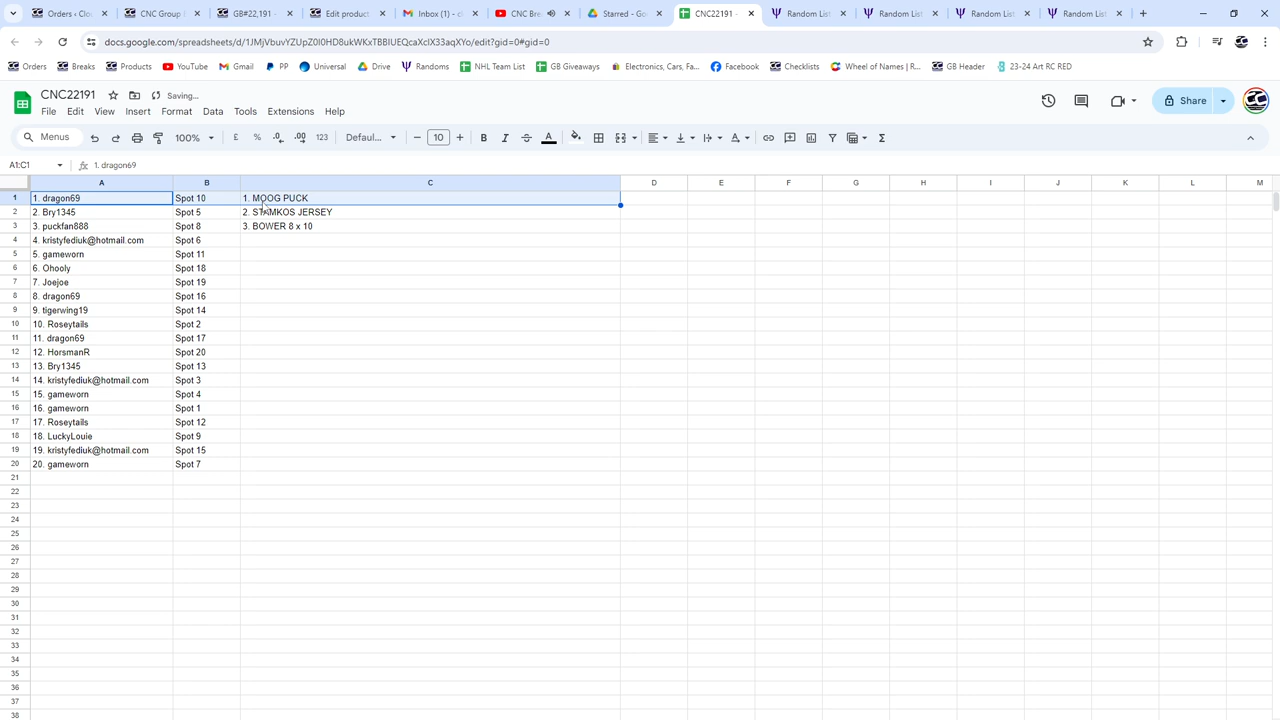 Orders < Clou
CNC Group B
GB#22,191 -
Edit produc
Inbox (1) - c
CNC Bre
Starred - Goo
CNC22191 -
Random List
Random List
Random List
Random List
docs.google.com/spreadsheets/d/
Orders Breaks Products YouTube Gmail PP Universal Drive Randoms NHL Team List GB Giveaways Electronics, Cars, Fa... Facebook Checklists Wheel of Names | R... GB Header 23-24 Art RC RED
CNC22191 Saving...
File Edit View Insert Format Data Tools Extensions Help
Share
Menus 100% £ % .0 .00 123 Defaul... 10
A1:C1 fx 1. dragon69
A B C D E F G H I J K L M
1 1. dragon69 Spot 10 1. MOOG PUCK
2 2. Bry1345 Spot 5 2. STAMKOS JERSEY
3 3. puckfan888 Spot 8 3. BOWER 8 x 10
4 4. kristyfediuk@hotmail.com Spot 6
5 5. gameworn Spot 11
6 6. Ohooly Spot 18
7 7. Joejoe Spot 19
8 8. dragon69 Spot 16
9 9. tigerwing19 Spot 14
10 10. Roseytails Spot 2
11 11. dragon69 Spot 17
12 12. HorsmanR Spot 20
13 13. Bry1345 Spot 13
14 14. kristyfediuk@hotmail.com Spot 3
15 15. gameworn Spot 4
16 16. gameworn Spot 1
17 17. Roseytails Spot 12
18 18. LuckyLouie Spot 9
19 19. kristyfediuk@hotmail.com Spot 15
20 20. gameworn Spot 7
21
22
23
24
25
26
27
28
29
30
31
32
33
34
35
36
37
38